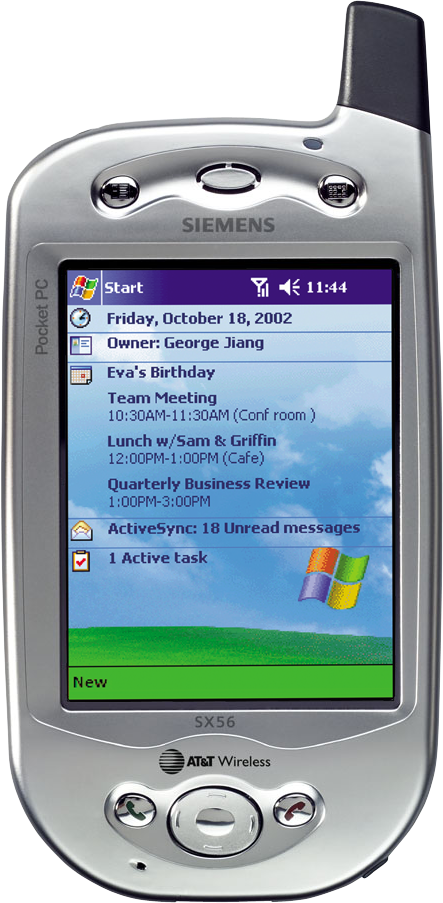 SIEMENS
Pocket PC
Start 11:44
Friday, October 18, 2002
Owner: George Jiang
Eva's Birthday
Team Meeting
10:30AM-11:30AM (Conf room )
Lunch w/Sam & Griffin
12:00PM-1:00PM (Cafe)
Quarterly Business Review
1:00PM-3:00PM
ActiveSync: 18 Unread messages
1 Active task
New
SX56
AT&T Wireless